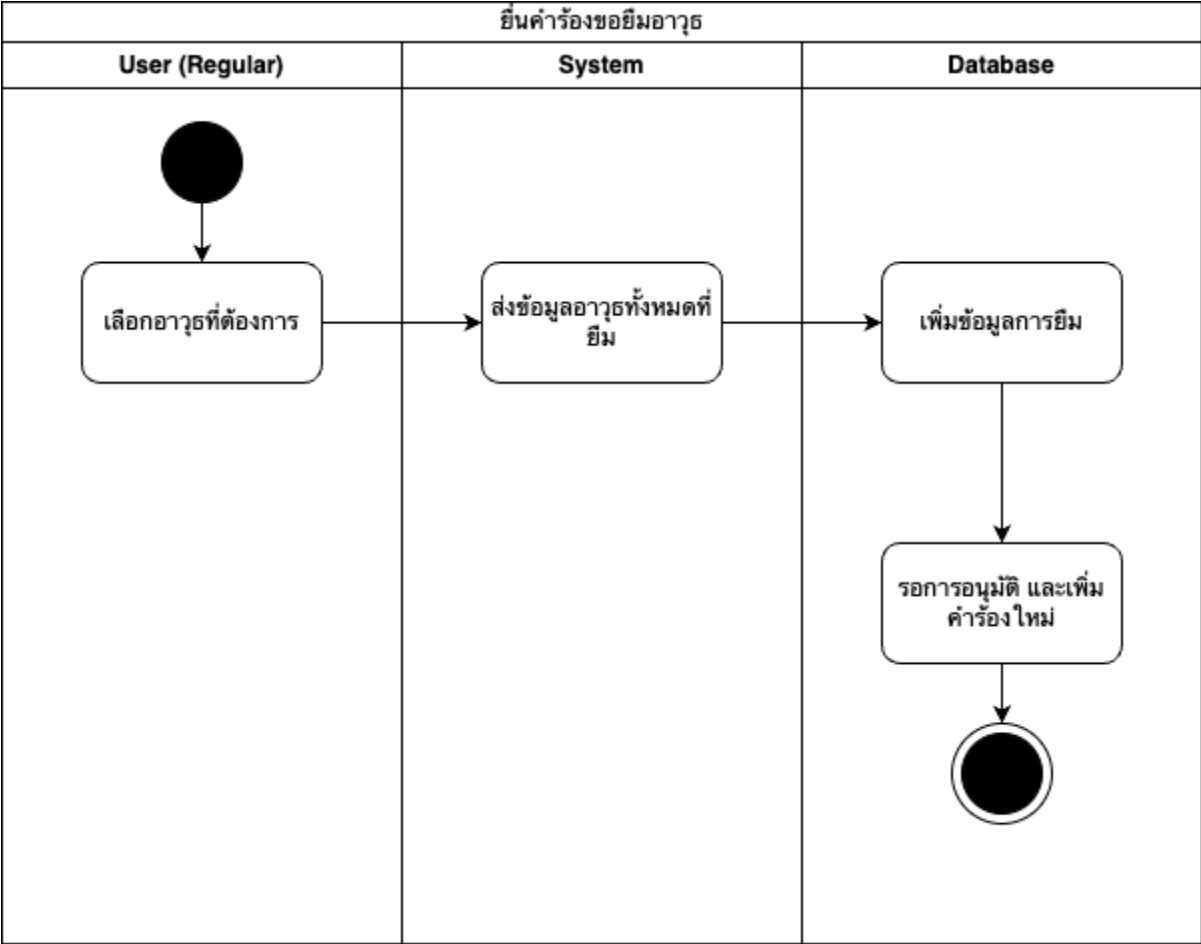 ยื่นคำร้องขอยืมอาวุธ
User (Regular)
System
Database
เลือกอาวุธที่ต้องการ
ส่งข้อมูลอาวุธทั้งหมดที่
ยืม
เพิ่มข้อมูลการยืม
รอการอนุมัติ และเพิ่ม
คำร้องใหม่